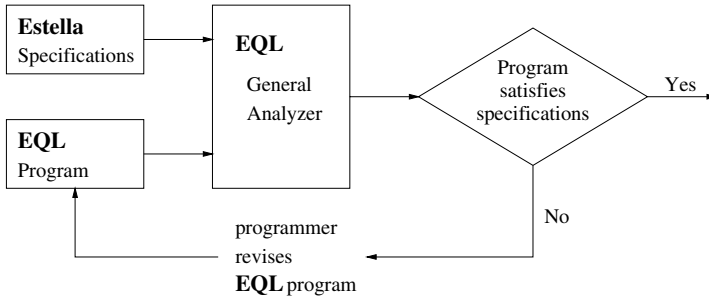 Estella
Specifications
EQL
General
Analyzer
Program
satisfies
specifications
Yes
EQL
Program
No
programmer
revises
EQL program